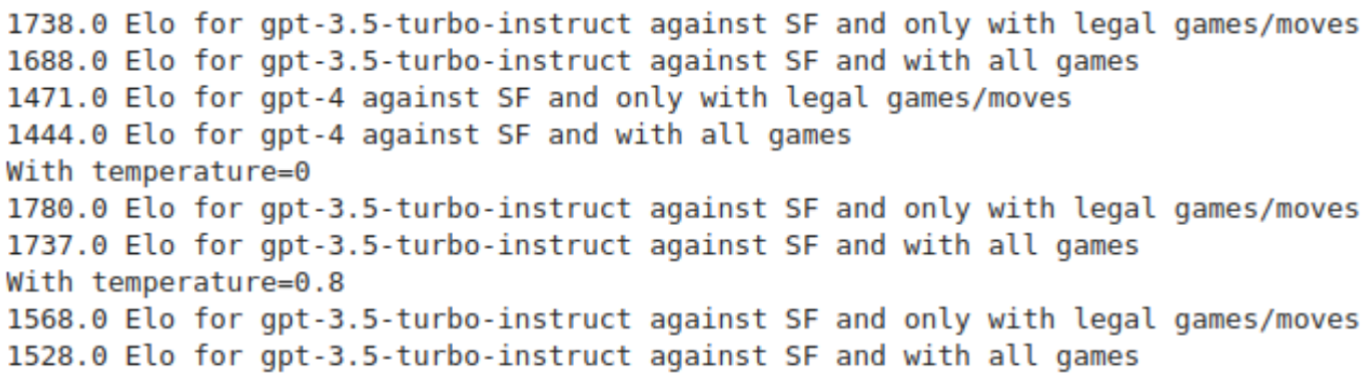 1738.0 Elo for gpt-3.5-turbo-instruct against SF and only with legal games/moves
1688.0 Elo for gpt-3.5-turbo-instruct against SF and with all games
1471.0 Elo for gpt-4 against SF and only with legal games/moves
1444.0 Elo for gpt-4 against SF and with all games
With temperature=0
1780.0 Elo for gpt-3.5-turbo-instruct against SF and only with legal games/moves
1737.0 Elo for gpt-3.5-turbo-instruct against SF and with all games
With temperature=0.8
1568.0 Elo for gpt-3.5-turbo-instruct against SF and only with legal games/moves
1528.0 Elo for gpt-3.5-turbo-instruct against SF and with all games